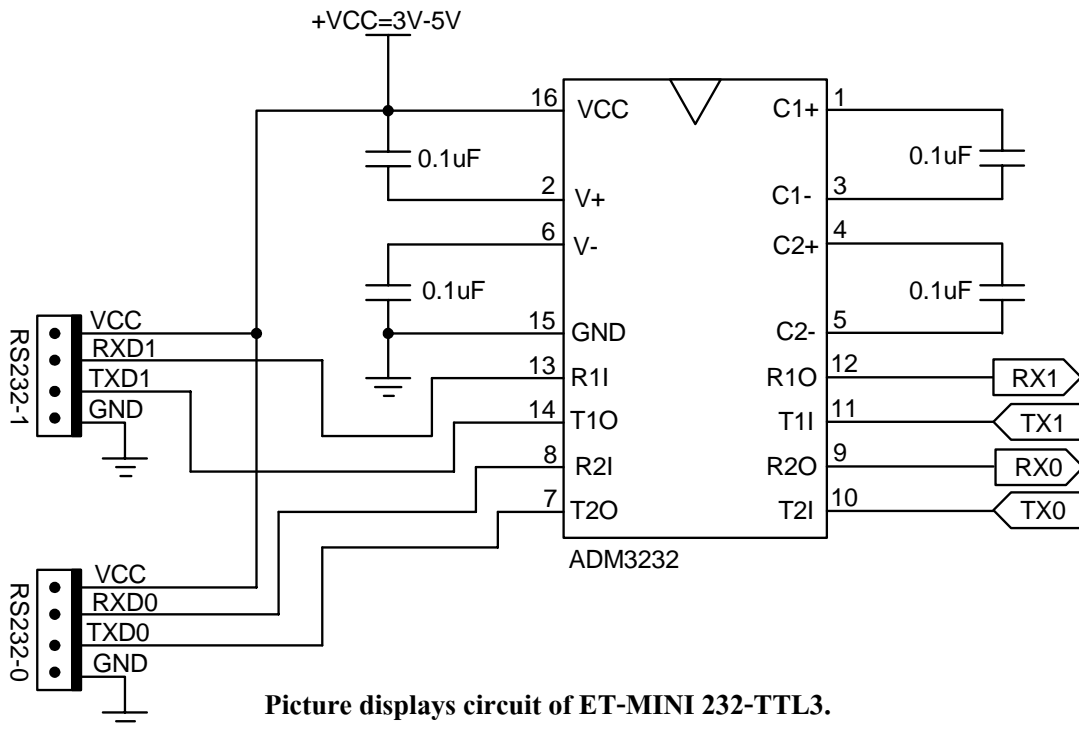 +VCC=3V-5V
16 VCC C1+ 1
0.1uF 0.1uF
2 V+ C1- 3
6 V- C2+ 4
0.1uF 0.1uF
15 GND C2- 5
13 R1I R1O 12 RX1
14 T1O T1I 11 TX1
8 R2I R2O 9 RX0
7 T2O T2I 10 TX0
ADM3232
RS232-1
VCC
RXD1
TXD1
GND
RS232-0
VCC
RXD0
TXD0
GND
Picture displays circuit of ET-MINI 232-TTL3.